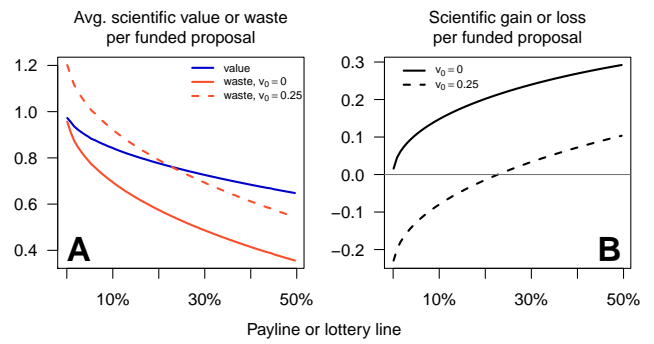 Avg. scientific value or waste
per funded proposal
1.2
1.0
0.8
0.6
0.4
value
waste, v₀ = 0
waste, v₀ = 0.25
A
10%
30%
50%
Scientific gain or loss
per funded proposal
0.3
0.2
0.1
0.0
−0.1
−0.2
v₀ = 0
v₀ = 0.25
B
10%
30%
50%
Payline or lottery line